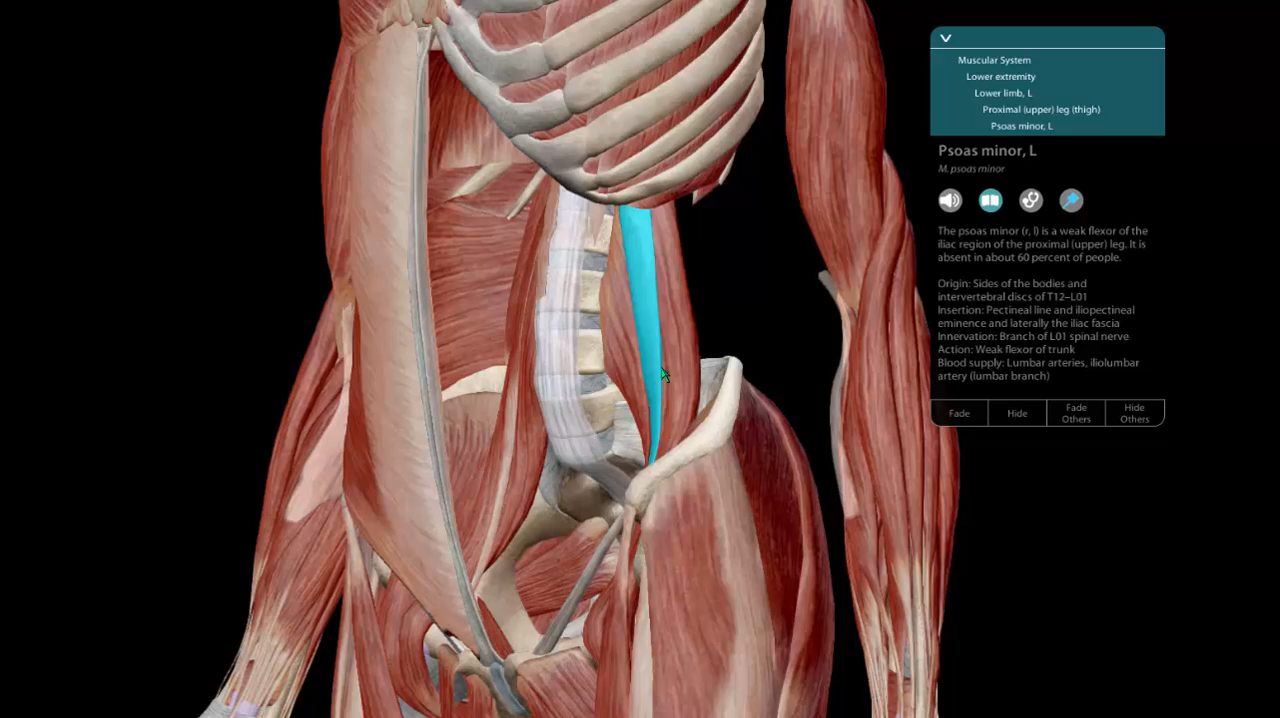 Muscular System
Lower extremity
Lower limb, L
Proximal (upper) leg (thigh)
Psoas minor, L
Psoas minor, L
M. psoas minor
The psoas minor (r, l) is a weak flexor of the
iliac region of the proximal (upper) leg. It is
absent in about 60 percent of people.
Origin: Sides of the bodies and
intervertebral discs of T12–L01
Insertion: Pectineal line and iliopectineal
eminence and laterally the iliac fascia
Innervation: Branch of L01 spinal nerve
Action: Weak flexor of trunk
Blood supply: Lumbar arteries, iliolumbar
artery (lumbar branch)
Fade
Hide
Fade
Others
Hide
Others